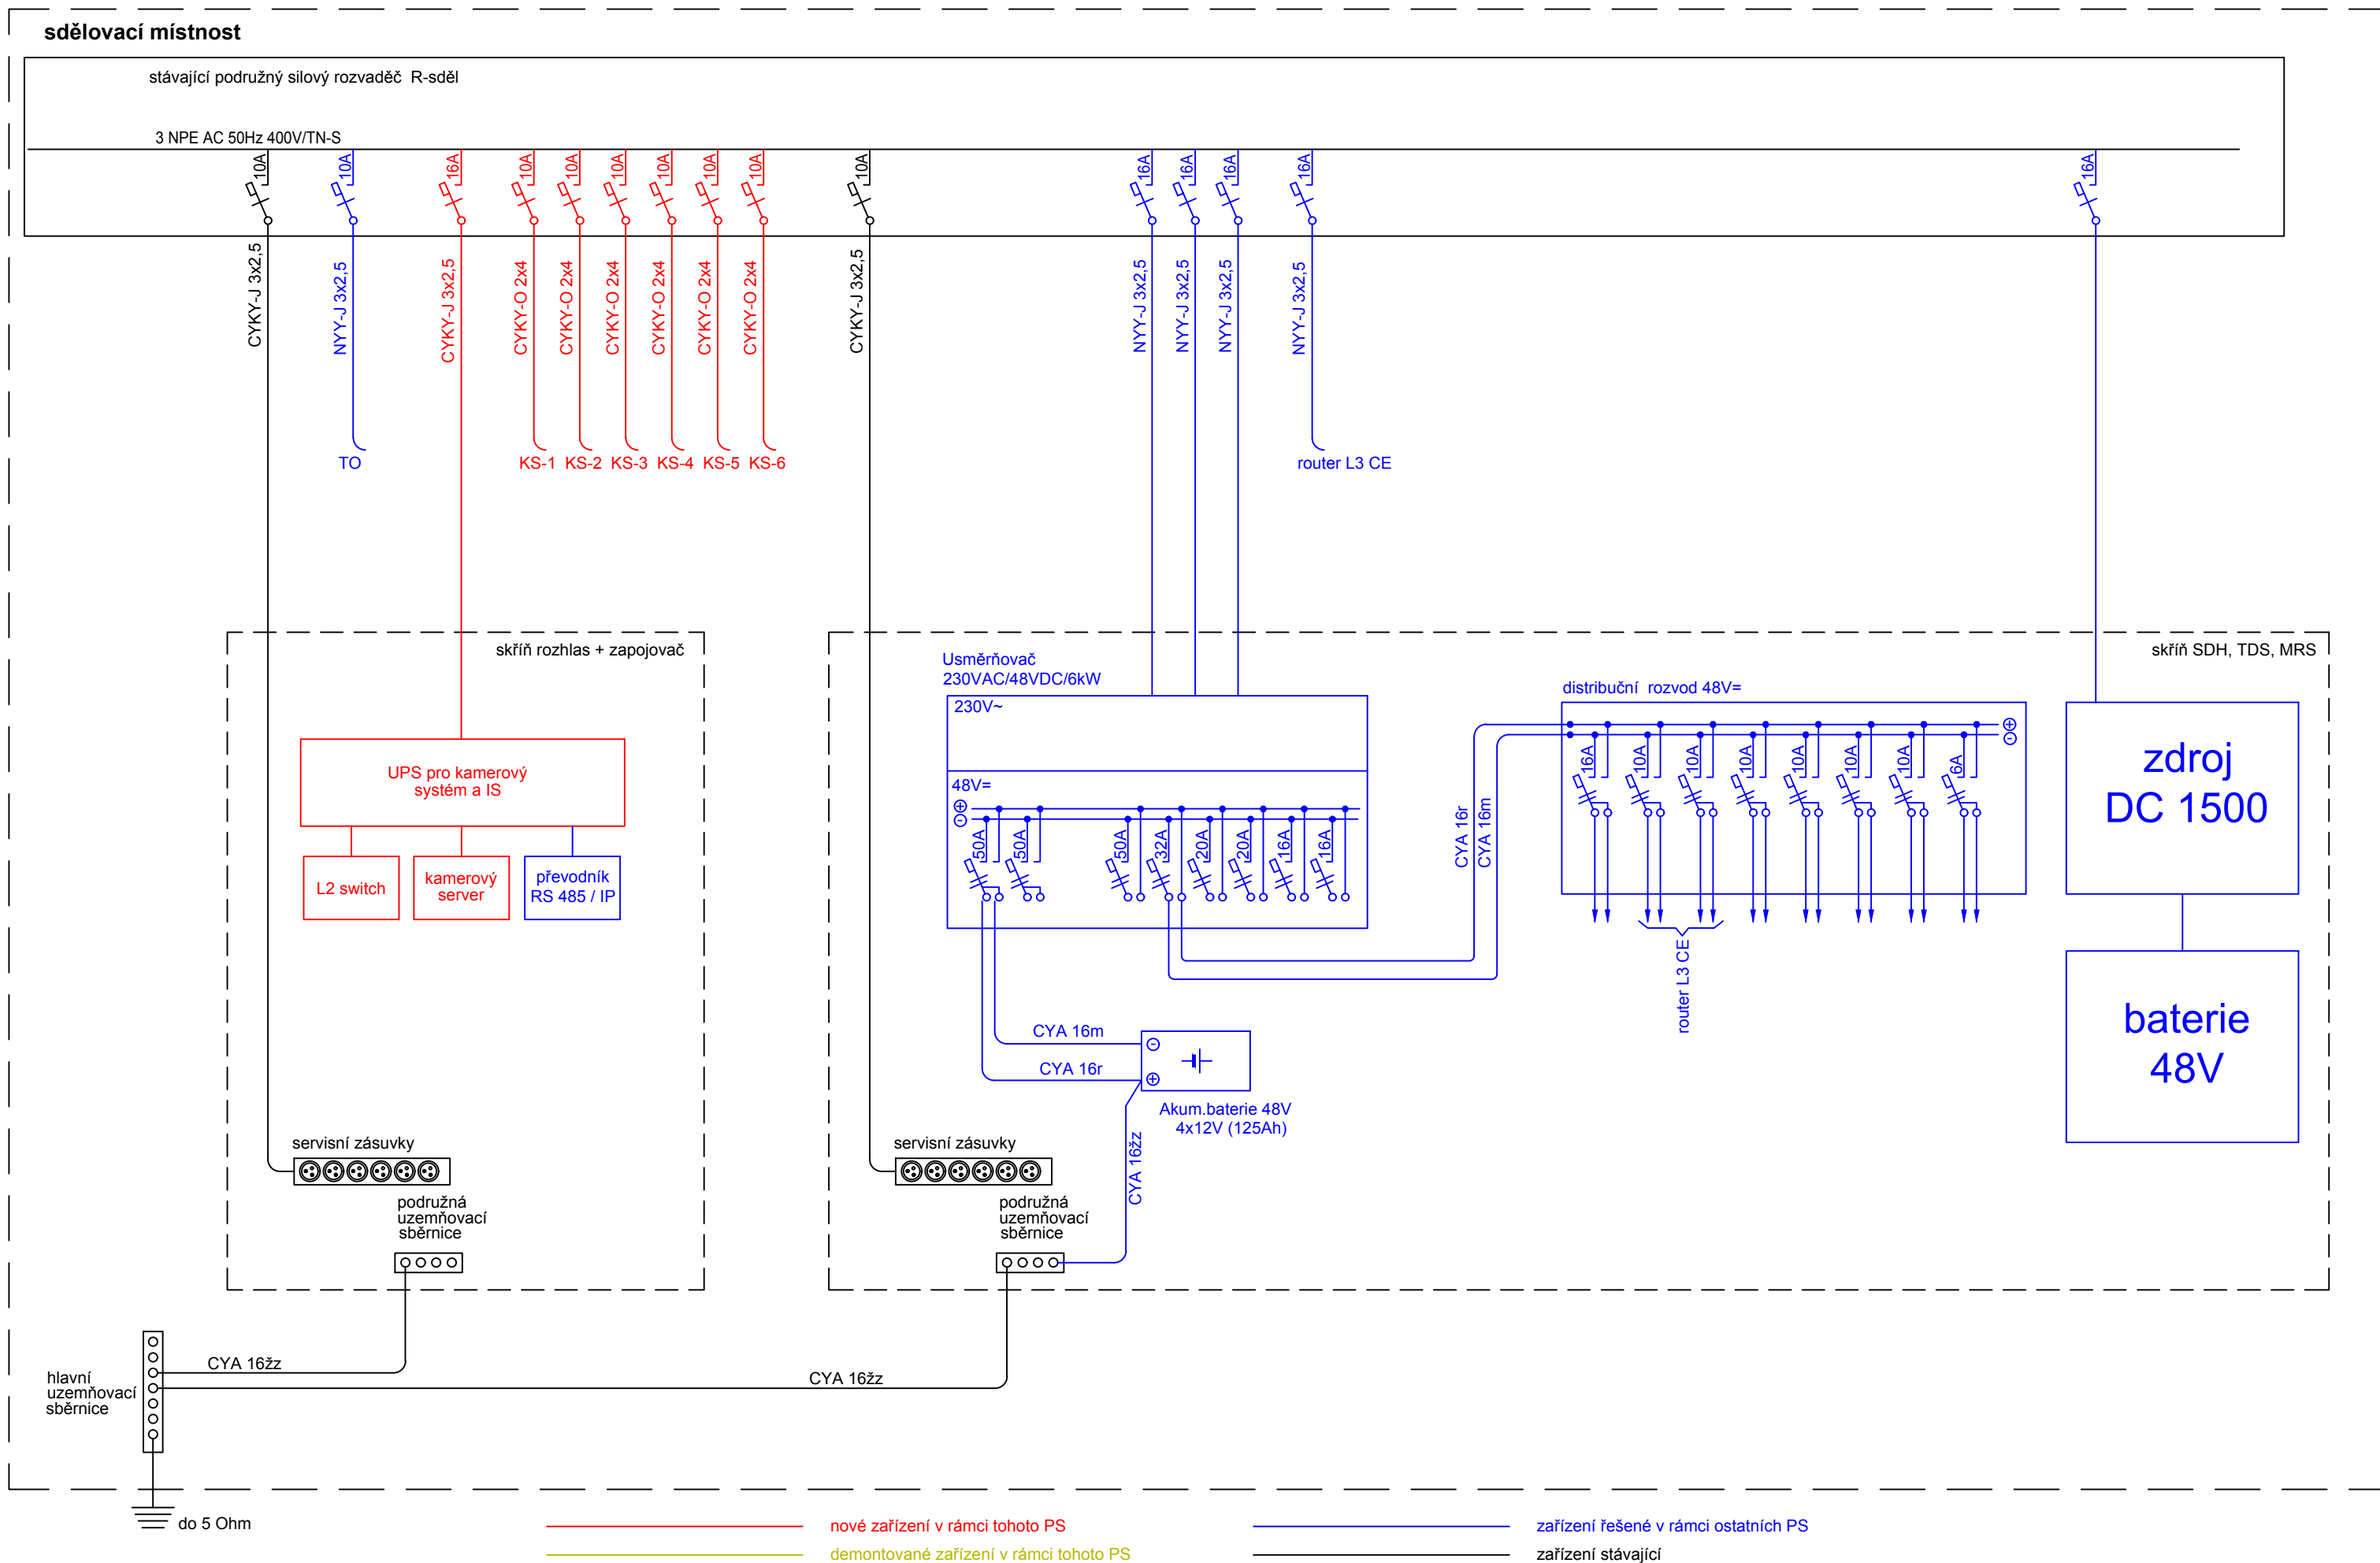 sdělovací místnost
stávající podružný silový rozvaděč R-sděl
3 NPE AC 50Hz 400V/TN-S
10A
10A
16A
10A
10A
10A
10A
10A
10A
10A
16A
16A
16A
16A
16A
CYKY-J 3x2,5
NYY-J 3x2,5
CYKY-J 3x2,5
CYKY-O 2x4
CYKY-O 2x4
CYKY-O 2x4
CYKY-O 2x4
CYKY-O 2x4
CYKY-O 2x4
CYKY-J 3x2,5
NYY-J 3x2,5
NYY-J 3x2,5
NYY-J 3x2,5
NYY-J 3x2,5
TO
KS-1
KS-2
KS-3
KS-4
KS-5
KS-6
router L3 CE
skříň rozhlas + zapojovač
UPS pro kamerový
systém a IS
L2 switch
kamerový
server
převodník
RS 485 / IP
servisní zásuvky
podružná
uzemňovací
sběrnice
skříň SDH, TDS, MRS
Usměrňovač
230VAC/48VDC/6kW
230V~
48V=
50A
50A
50A
32A
20A
20A
16A
16A
CYA 16r
CYA 16m
distribuční rozvod 48V=
16A
10A
10A
10A
10A
10A
10A
6A
router L3 CE
zdroj
DC 1500
baterie
48V
CYA 16m
CYA 16r
Akum.baterie 48V
4x12V (125Ah)
CYA 16žz
servisní zásuvky
podružná
uzemňovací
sběrnice
hlavní
uzemňovací
sběrnice
CYA 16žz
CYA 16žz
do 5 Ohm
nové zařízení v rámci tohoto PS
demontované zařízení v rámci tohoto PS
zařízení řešené v rámci ostatních PS
zařízení stávající